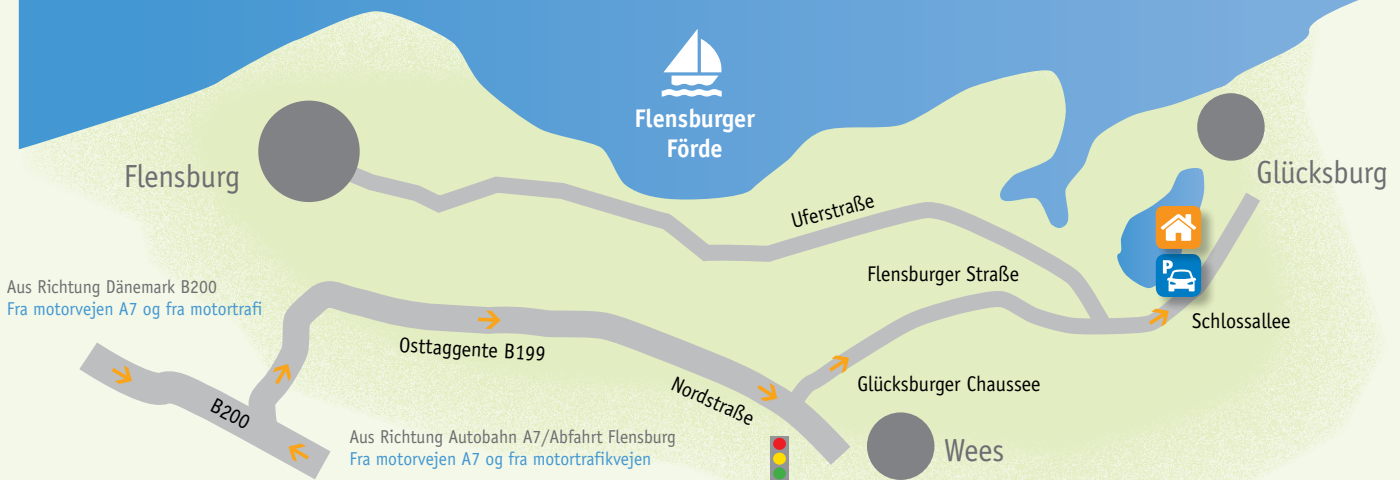 Flensburger
Förde
Flensburg
Glücksburg
Uferstraße
Flensburger Straße
P
Aus Richtung Dänemark B200
Fra motorvejen A7 og fra motortrafi
Schlossallee
Osttaggente B199
Nordstraße
Glücksburger Chaussee
B200
Aus Richtung Autobahn A7/Abfahrt Flensburg
Fra motorvejen A7 og fra motortrafikvejen
Wees